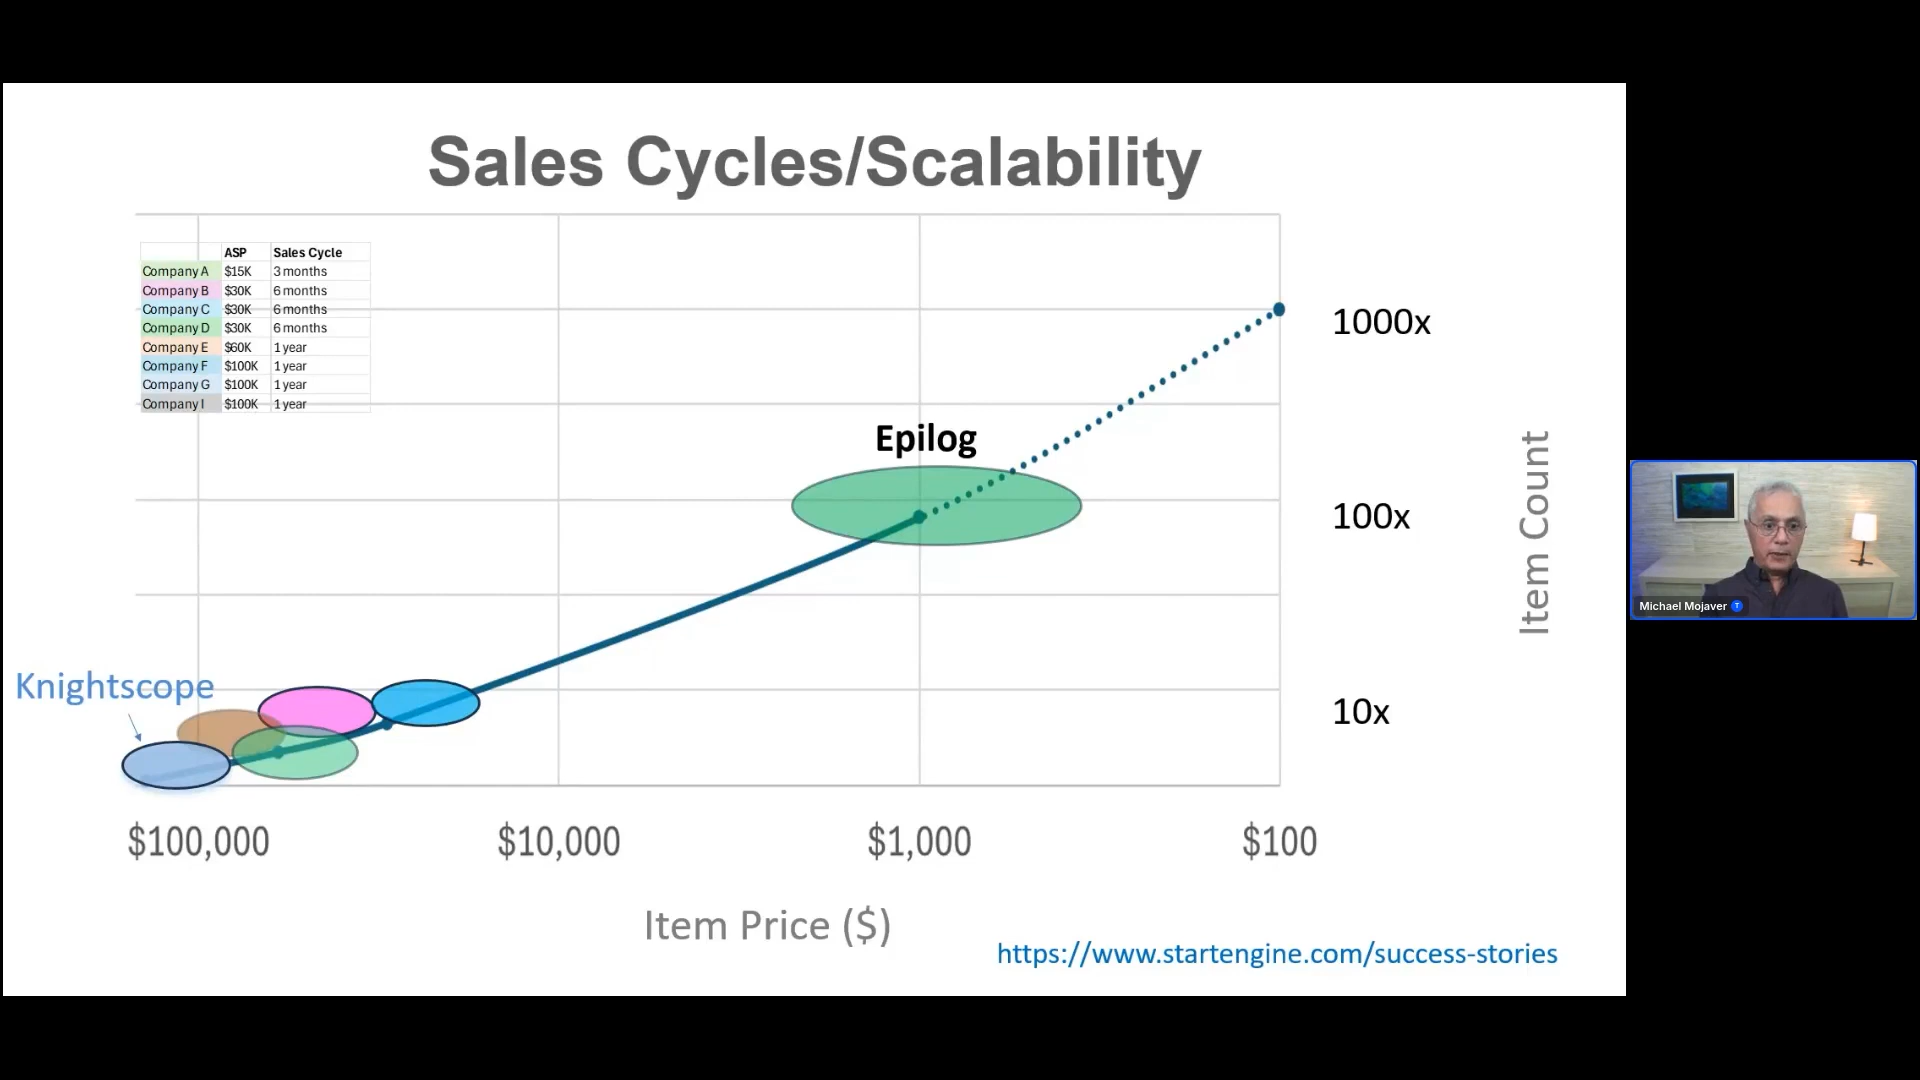 Sales Cycles/Scalability
ASP Sales Cycle
Company A $15K 3 months
Company B $30K 6 months
Company C $30K 6 months
Company D $30K 6 months
Company E $60K 1 year
Company F $100K 1 year
Company G $100K 1 year
Company I $100K 1 year
1000x
Epilog
100x
Item Count
Knightscope
10x
$100,000 $10,000 $1,000 $100
Item Price ($)
https://www.startengine.com/success-stories
Michael Mojaver T